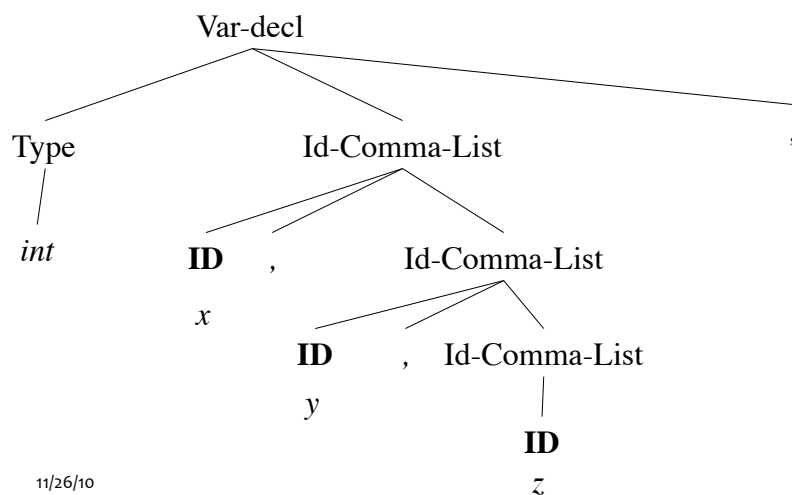 Var-decl
Type Id-Comma-List
int ID , Id-Comma-List
x
ID , Id-Comma-List
y
ID
11/26/10
z